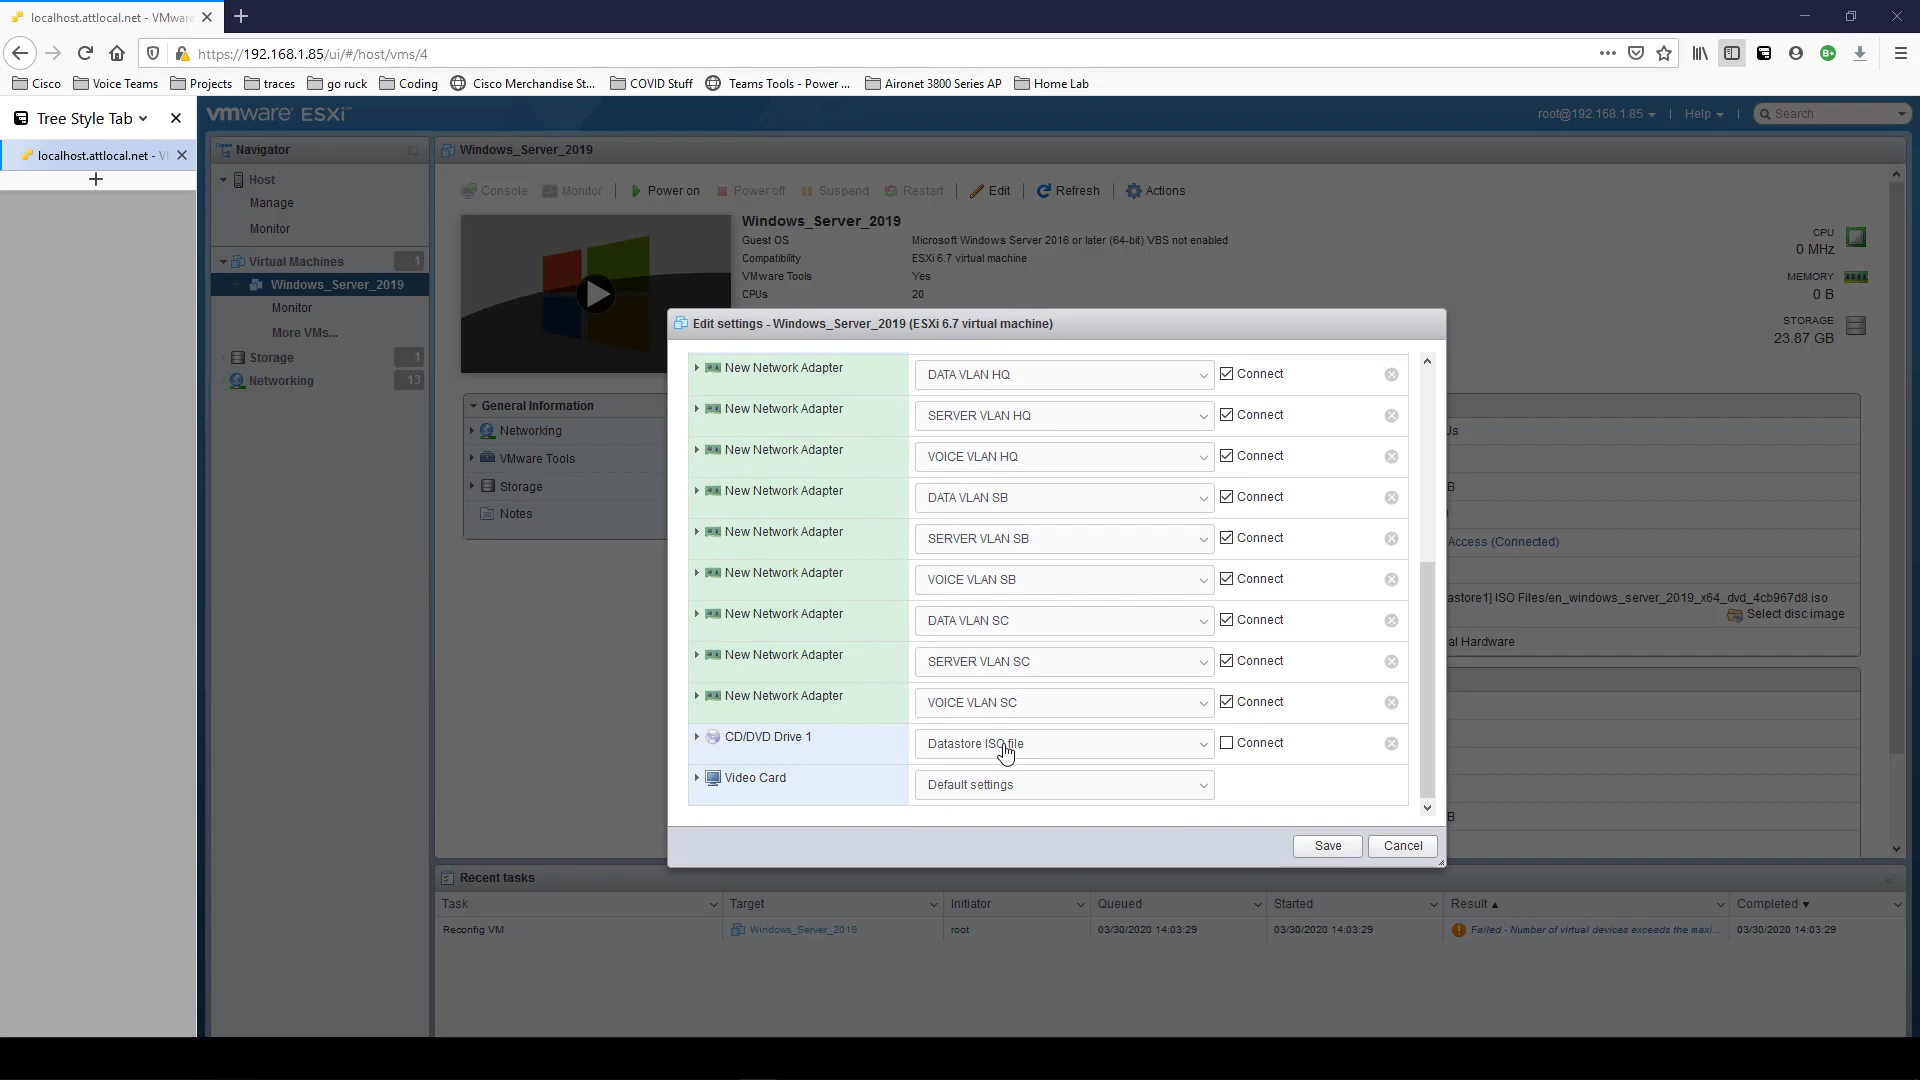 localhost.attlocal.net - VMware
https://192.168.1.85/ui/#/host/vms/4
Cisco Voice Teams Projects traces go ruck Coding Cisco Merchandise St... COVID Stuff Teams Tools - Power ... Aironet 3800 Series AP Home Lab
Tree Style Tab
localhost.attlocal.net - V
vmware ESXi™
root@192.168.1.85 | Help | Search
Navigator
Host
Manage
Monitor
Virtual Machines 1
Windows_Server_2019
Monitor
More VMs...
Storage 1
Networking 13
Windows_Server_2019
Console Monitor Power on Power off Suspend Restart Edit Refresh Actions
Windows_Server_2019
Guest OS Microsoft Windows Server 2016 or later (64-bit) VBS not enabled
Compatibility ESXi 6.7 virtual machine
VMware Tools Yes
CPUs 20
CPU
0 MHz
MEMORY
0 B
STORAGE
23.87 GB
General Information
Networking
VMware Tools
Storage
Notes
Edit settings - Windows_Server_2019 (ESXi 6.7 virtual machine)
New Network Adapter DATA VLAN HQ Connect
New Network Adapter SERVER VLAN HQ Connect
New Network Adapter VOICE VLAN HQ Connect
New Network Adapter DATA VLAN SB Connect
New Network Adapter SERVER VLAN SB Connect
New Network Adapter VOICE VLAN SB Connect
New Network Adapter DATA VLAN SC Connect
New Network Adapter SERVER VLAN SC Connect
New Network Adapter VOICE VLAN SC Connect
CD/DVD Drive 1 Datastore ISO file Connect
Video Card Default settings
Save Cancel
Access (Connected)
astore1] ISO Files/en_windows_server_2019_x64_dvd_4cb967d8.iso
Select disc image
al Hardware
Recent tasks
Task Target Initiator Queued Started Result Completed
Reconfig VM Windows_Server_2019 root 03/30/2020 14:03:29 03/30/2020 14:03:29 Failed - Number of virtual devices exceeds the maxi... 03/30/2020 14:03:29